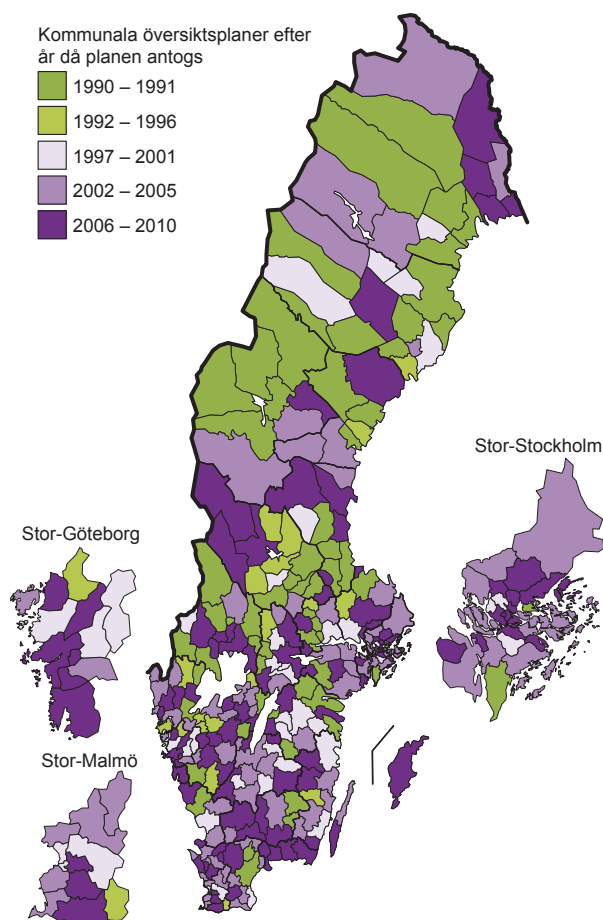 Kommunala översiktsplaner efter
år då planen antogs
1990 – 1991
1992 – 1996
1997 – 2001
2002 – 2005
2006 – 2010
Stor-Stockholm
Stor-Göteborg
Stor-Malmö